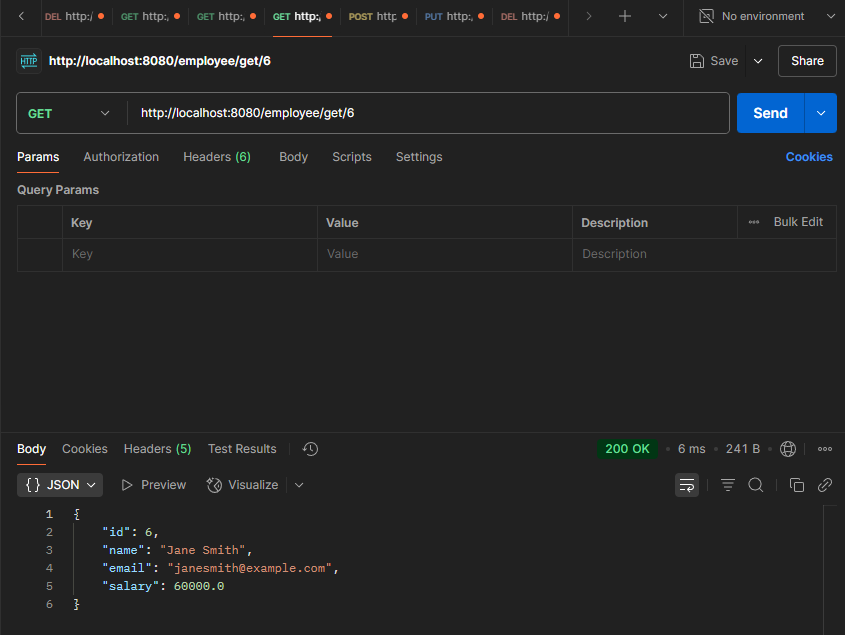 DEL http:/ GET http:, GET http:, GET http:, POST http PUT http:, DEL http:/ No environment
HTTP http://localhost:8080/employee/get/6 Save Share
GET http://localhost:8080/employee/get/6 Send
Params Authorization Headers (6) Body Scripts Settings Cookies
Query Params
Key Value Description Bulk Edit
Key Value Description
Body Cookies Headers (5) Test Results 200 OK 6 ms 241 B
{} JSON Preview Visualize
1 {
2 "id": 6,
3 "name": "Jane Smith",
4 "email": "janesmith@example.com",
5 "salary": 60000.0
6 }